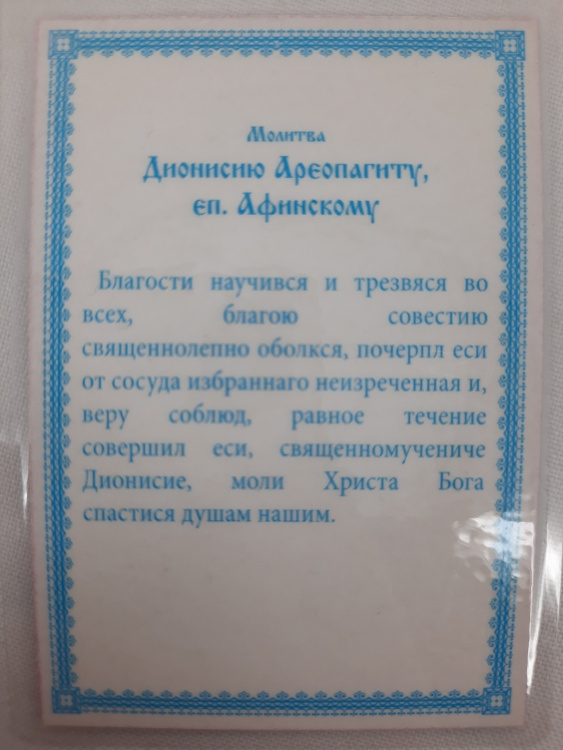 Молитва
Дионисию Ареопагиту,
еп. Афинскому
Благости научився и трезвяся во
всех, благою совестию
священнолепно оболкся, почерпл еси
от сосуда избраннаго неизреченная и,
веру соблюд, равное течение
совершил еси, священномучениче
Дионисие, моли Христа Бога
спастися душам нашим.